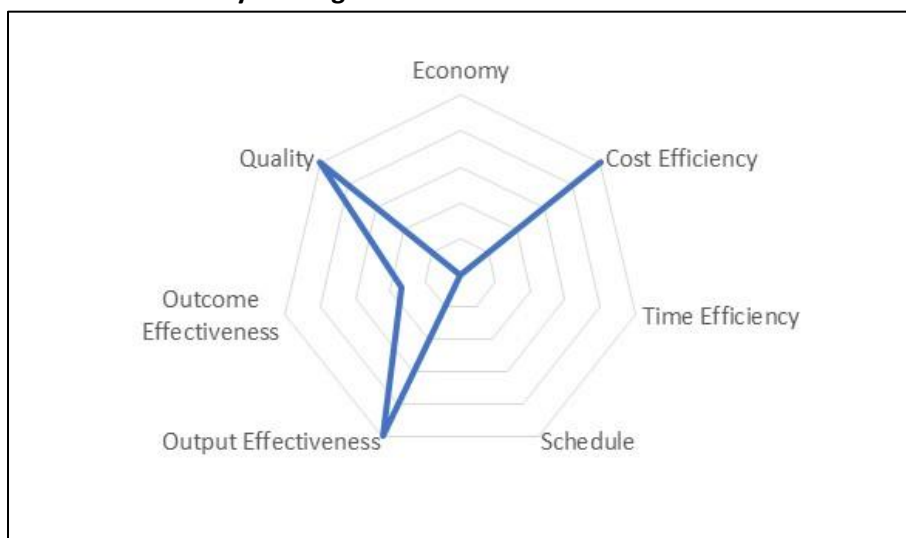 Economy
Quality
Cost Efficiency
Outcome
Effectiveness
Time Efficiency
Output Effectiveness
Schedule